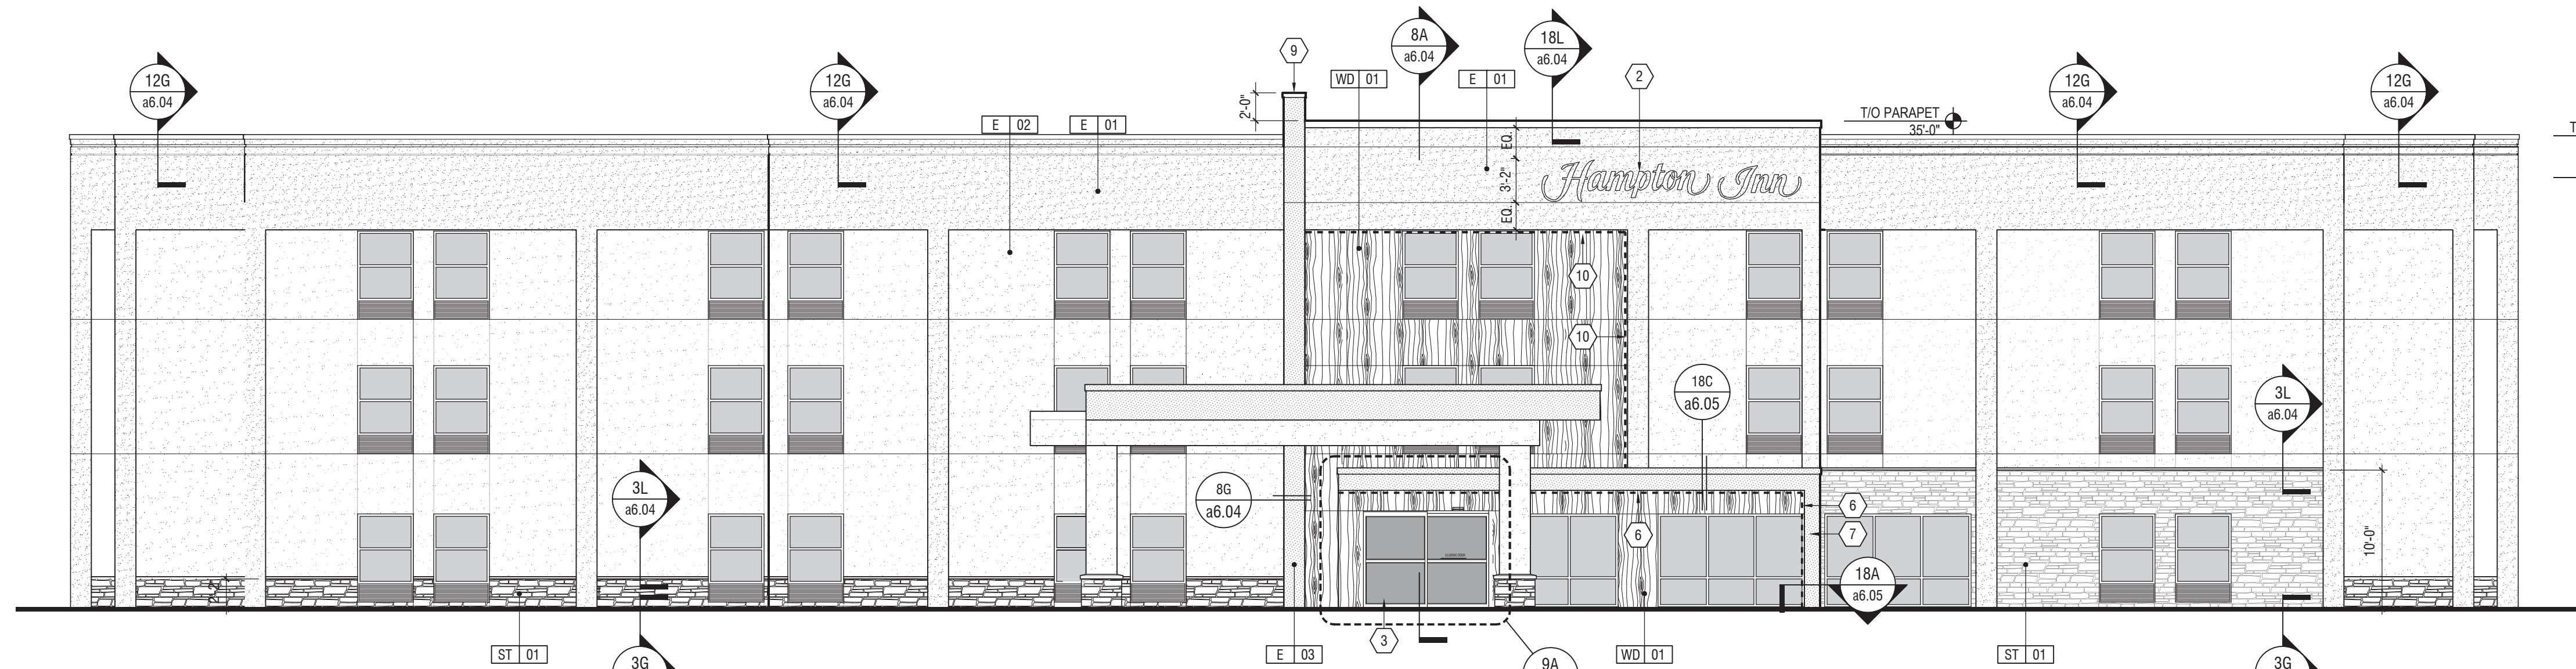 8A
a6.04
18L
a6.04
9
12G
a6.04
12G
a6.04
WD 01
E 01
2
12G
a6.04
12G
a6.04
2'-0"
E 02
E 01
T/O PARAPET
35'-0"
T
EQ.
3'-2"
EQ.
Hampton Inn
10
10
18C
a6.05
3L
a6.04
3L
a6.04
8G
a6.04
6
6
7
10'-0"
18A
a6.05
3
ST 01
3G
E 03
9A
WD 01
ST 01
3G